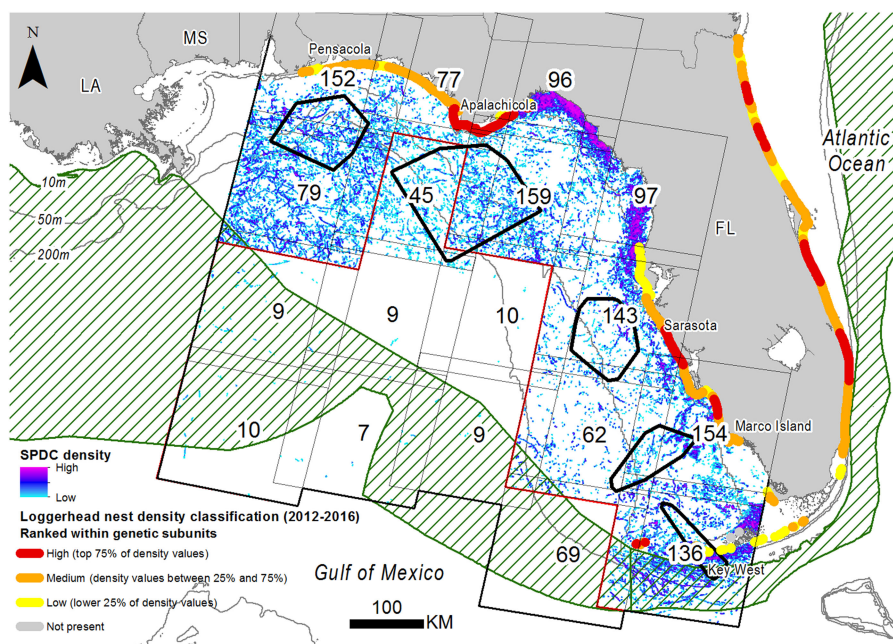 N
MS
LA
Pensacola
152
77
96
Apalachicola
Atlantic
Ocean
10m
50m
200m
79
45
159
97
FL
9
9
10
143
Sarasota
10
7
9
62
154
Marco Island
SPDC density
High
Low
Loggerhead nest density classification (2012-2016)
Ranked within genetic subunits
High (top 75% of density values)
Medium (density values between 25% and 75%)
Low (lower 25% of density values)
Not present
69
136
Key West
Gulf of Mexico
100
KM